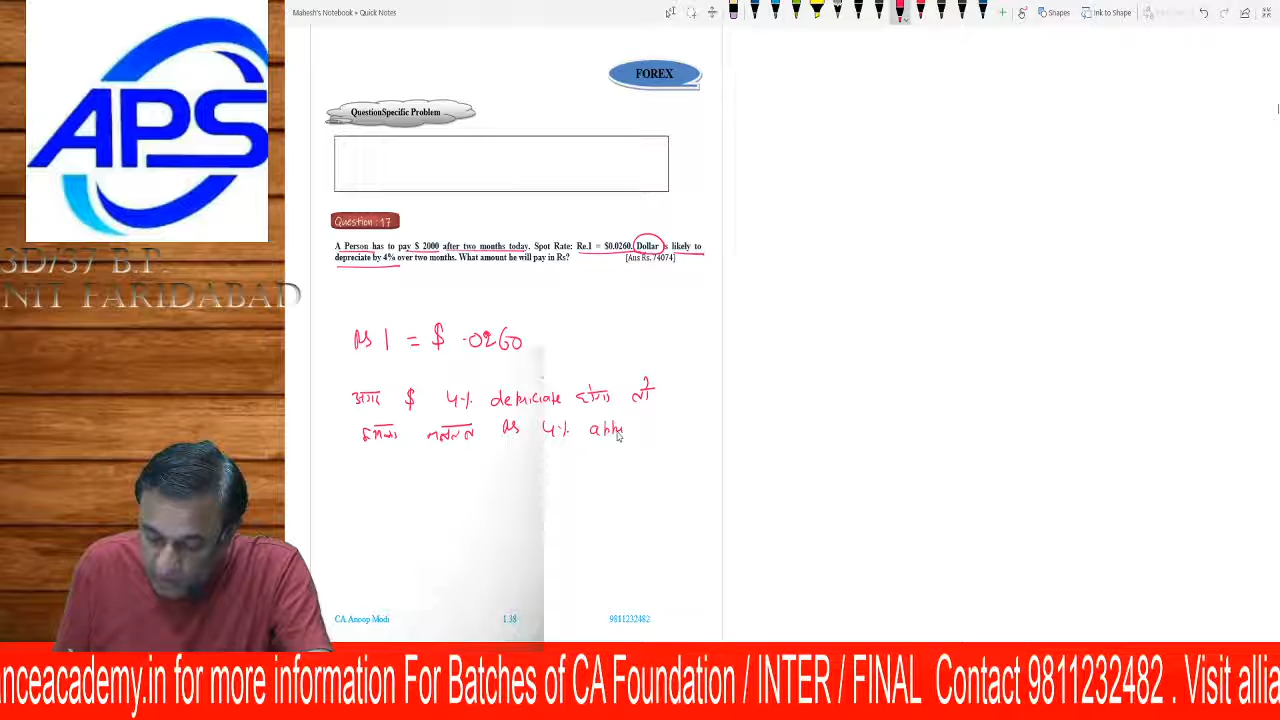 Mahesh's Notebook » Quick Notes
Shapes
Ink to Shape
APS
3D/37 B.P.
NIT FARIDABAD
FOREX
QuestionSpecific Problem
Question : 17
A Person has to pay $ 2000 after two months today. Spot Rate: Re.1 = $0.0260. Dollar is likely to
depreciate by 4% over two months. What amount he will pay in Rs? [Ans Rs. 74074]
Rs 1 = $ .0260
अगर $ 4% depriciate होगा तो
इसका मतलब Rs 4% appr
CA.Anoop Modi 1.38 9811232482
anceacademy.in for more information For Batches of CA Foundation / INTER / FINAL Contact 9811232482 . Visit allia